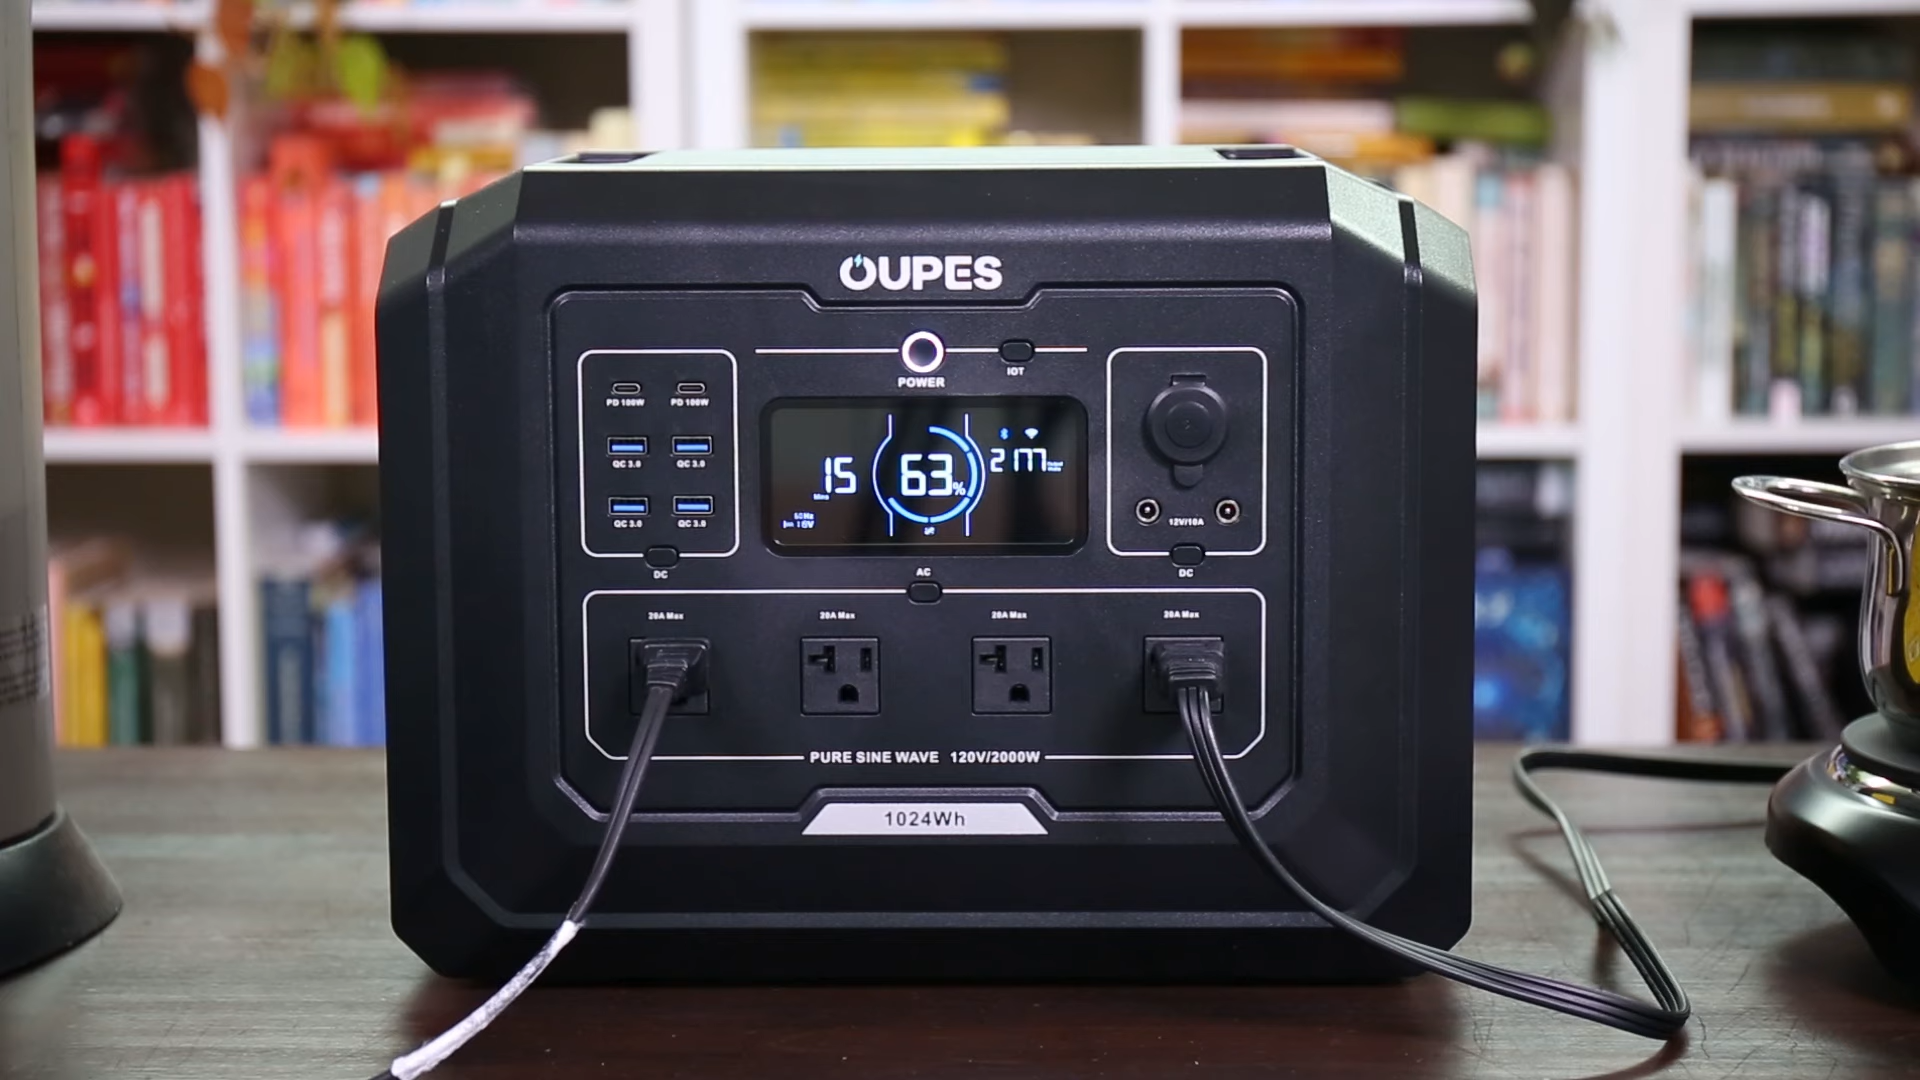 OUPES
POWER
IOT
PD 100W
PD 100W
QC 3.0
QC 3.0
QC 3.0
QC 3.0
DC
15
Mins
63%
12V/10A
DC
AC
20A Max
20A Max
20A Max
20A Max
PURE SINE WAVE 120V/2000W
1024Wh